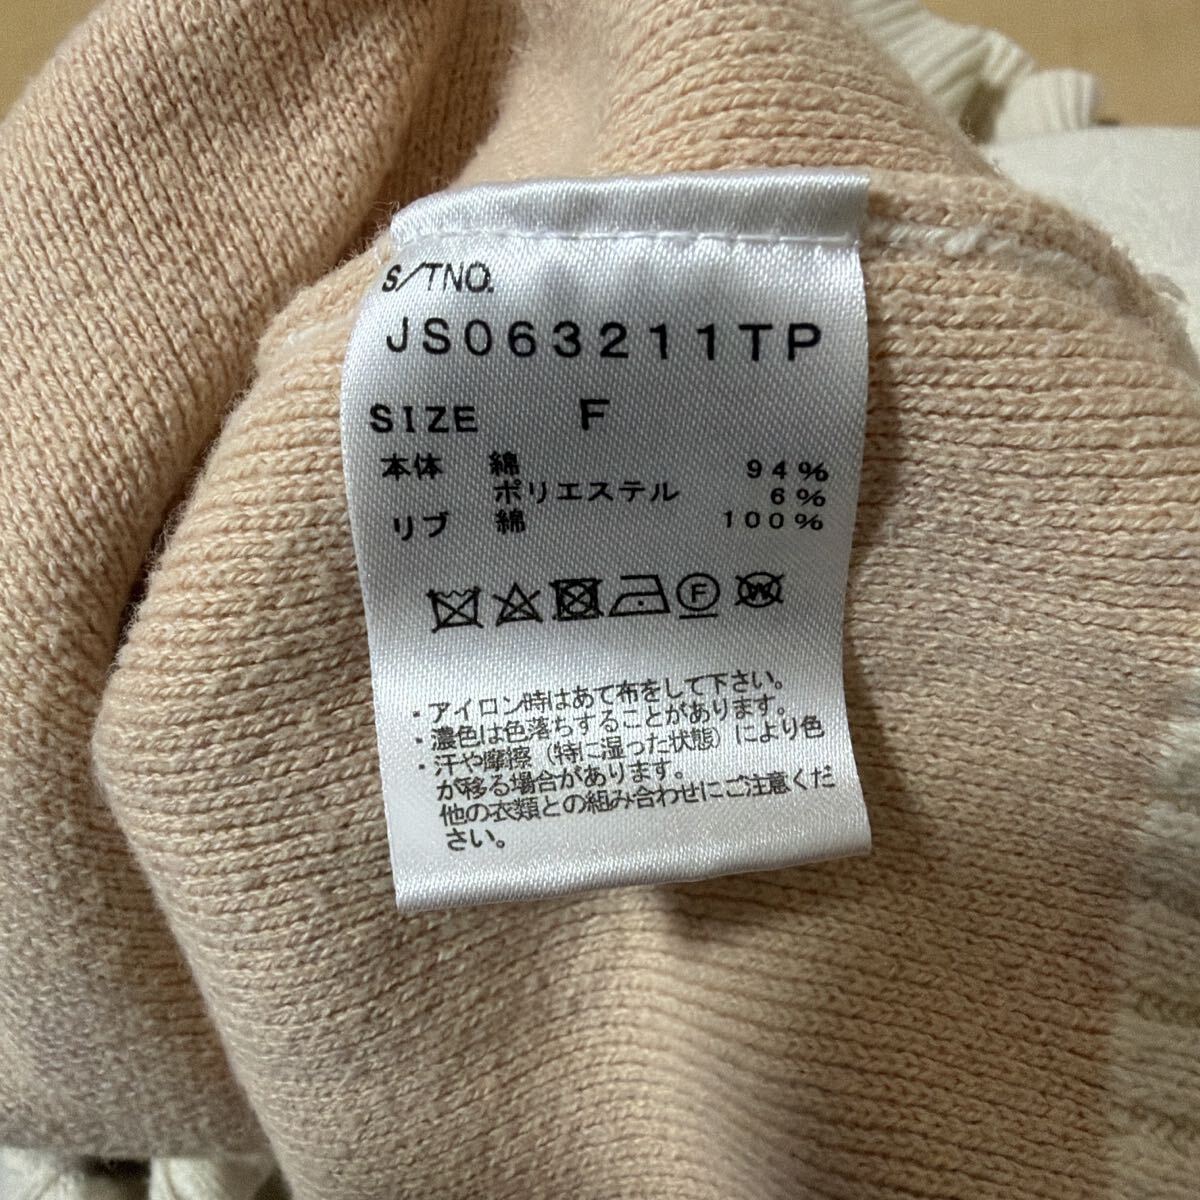 S/TNO.
JS063211TP
SIZE F
本体 綿 94%
ポリエステル 6%
リブ 綿 100%
F W
・アイロン時はあて布をして下さい。
・濃色は色落ちすることがあります。
・汗や摩擦（特に湿った状態）により色
が移る場合があります。
他の衣類との組み合わせにご注意くだ
さい。